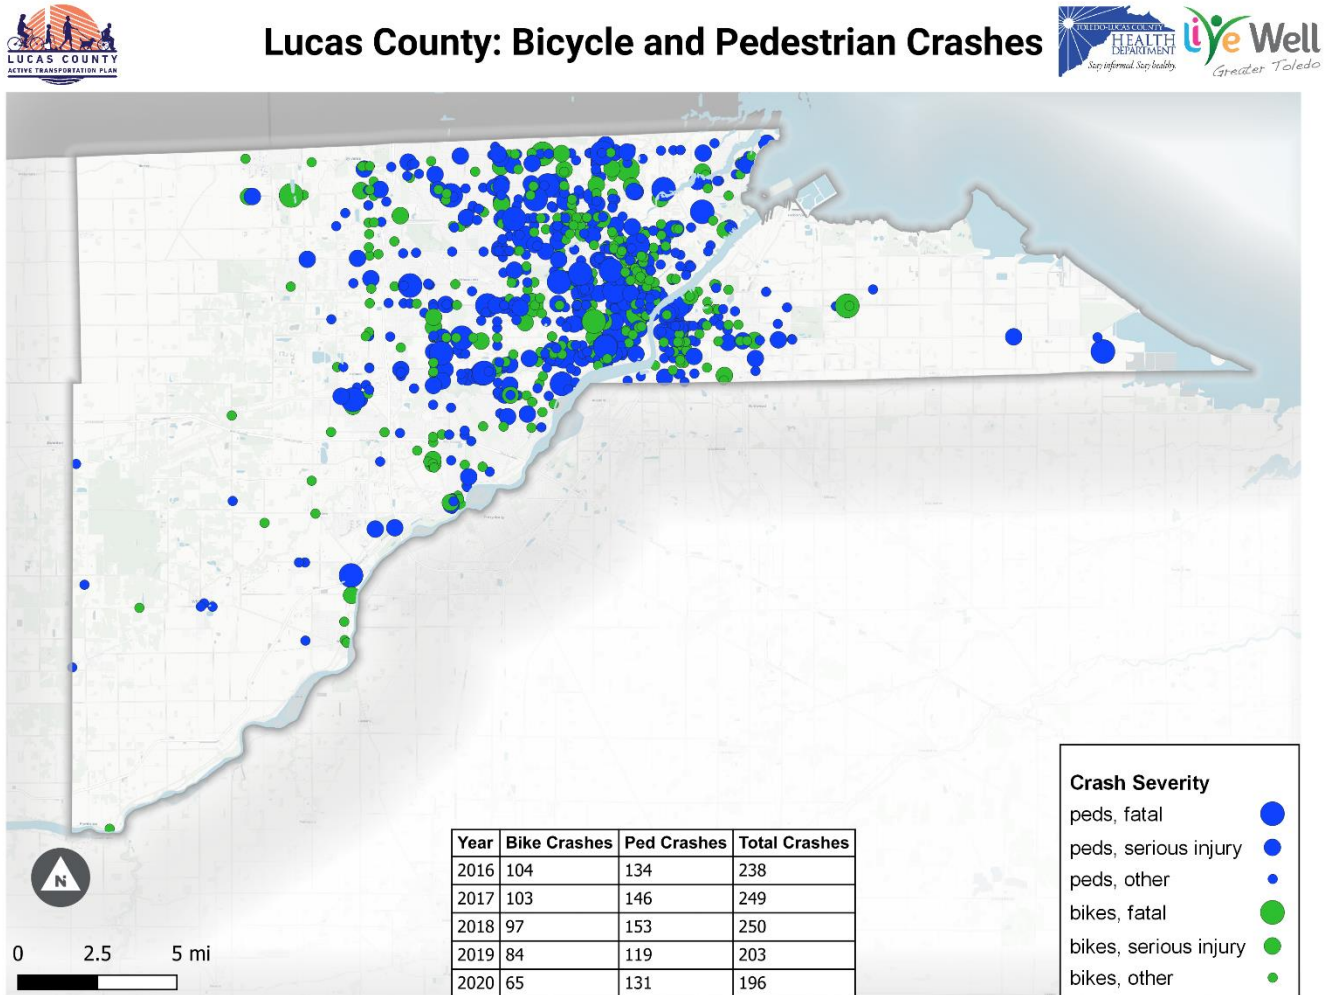 LUCAS COUNTY
ACTIVE TRANSPORTATION PLAN
Lucas County: Bicycle and Pedestrian Crashes
TOLEDO-LUCAS COUNTY
HEALTH
DEPARTMENT
Stay informed. Stay healthy.
Live Well
Greater Toledo
Year Bike Crashes Ped Crashes Total Crashes
2016 104 134 238
2017 103 146 249
2018 97 153 250
2019 84 119 203
2020 65 131 196
Crash Severity
peds, fatal
peds, serious injury
peds, other
bikes, fatal
bikes, serious injury
bikes, other
N
0 2.5 5 mi